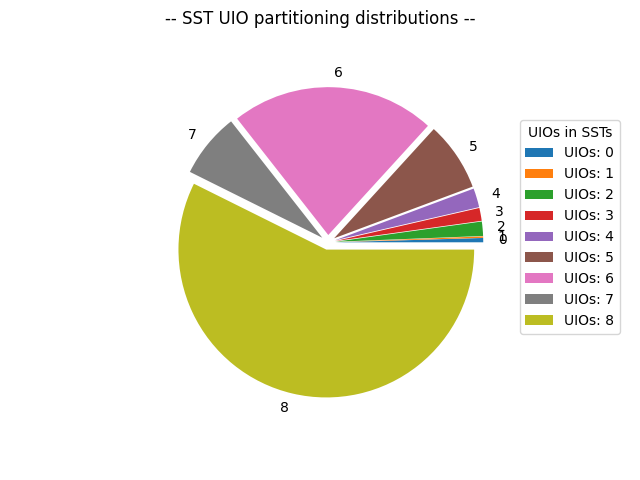 -- SST UIO partitioning distributions --
6
7
5
4
3
2
1
0
8
UIOs in SSTs
UIOs: 0
UIOs: 1
UIOs: 2
UIOs: 3
UIOs: 4
UIOs: 5
UIOs: 6
UIOs: 7
UIOs: 8